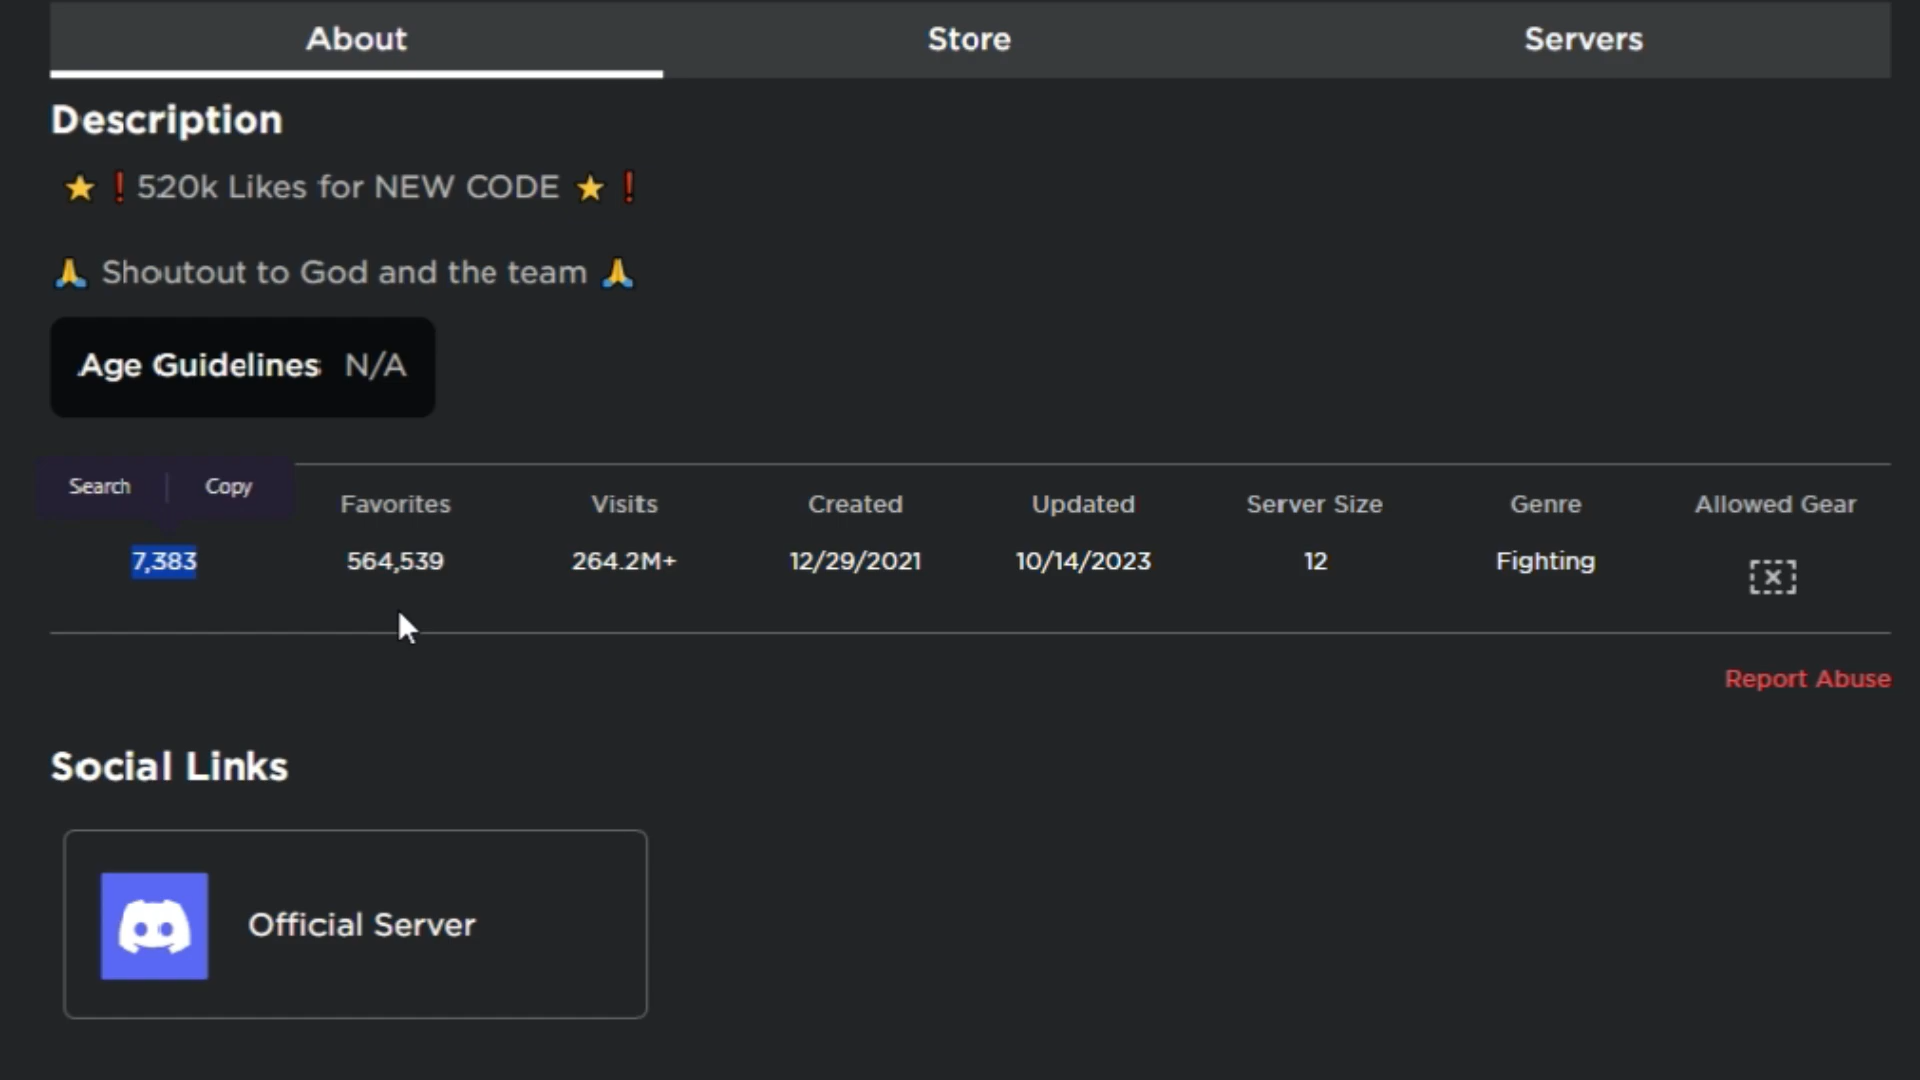 About Store Servers
Description
⭐❗520k Likes for NEW CODE ⭐❗
🙏 Shoutout to God and the team 🙏
Age Guidelines N/A
Search Copy
Favorites Visits Created Updated Server Size Genre Allowed Gear
7,383 564,539 264.2M+ 12/29/2021 10/14/2023 12 Fighting
Report Abuse
Social Links
Official Server